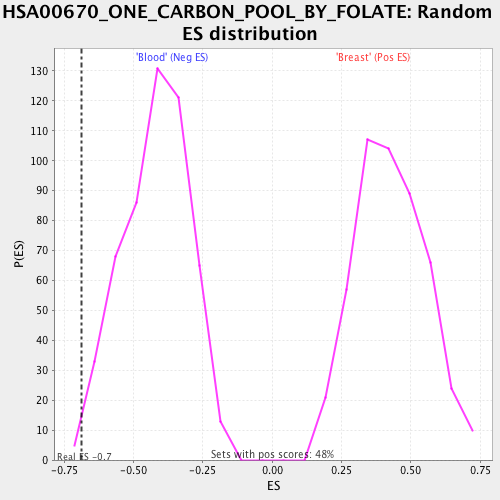 HSA00670_ONE_CARBON_POOL_BY_FOLATE: Random
ES distribution
'Blood' (Neg ES)
'Breast' (Pos ES)
P(ES)
130
120
110
100
90
80
70
60
50
40
30
20
10
0
Real ES -0.7
Sets with pos scores: 48%
-0.75
-0.50
-0.25
0.00
0.25
0.50
0.75
ES